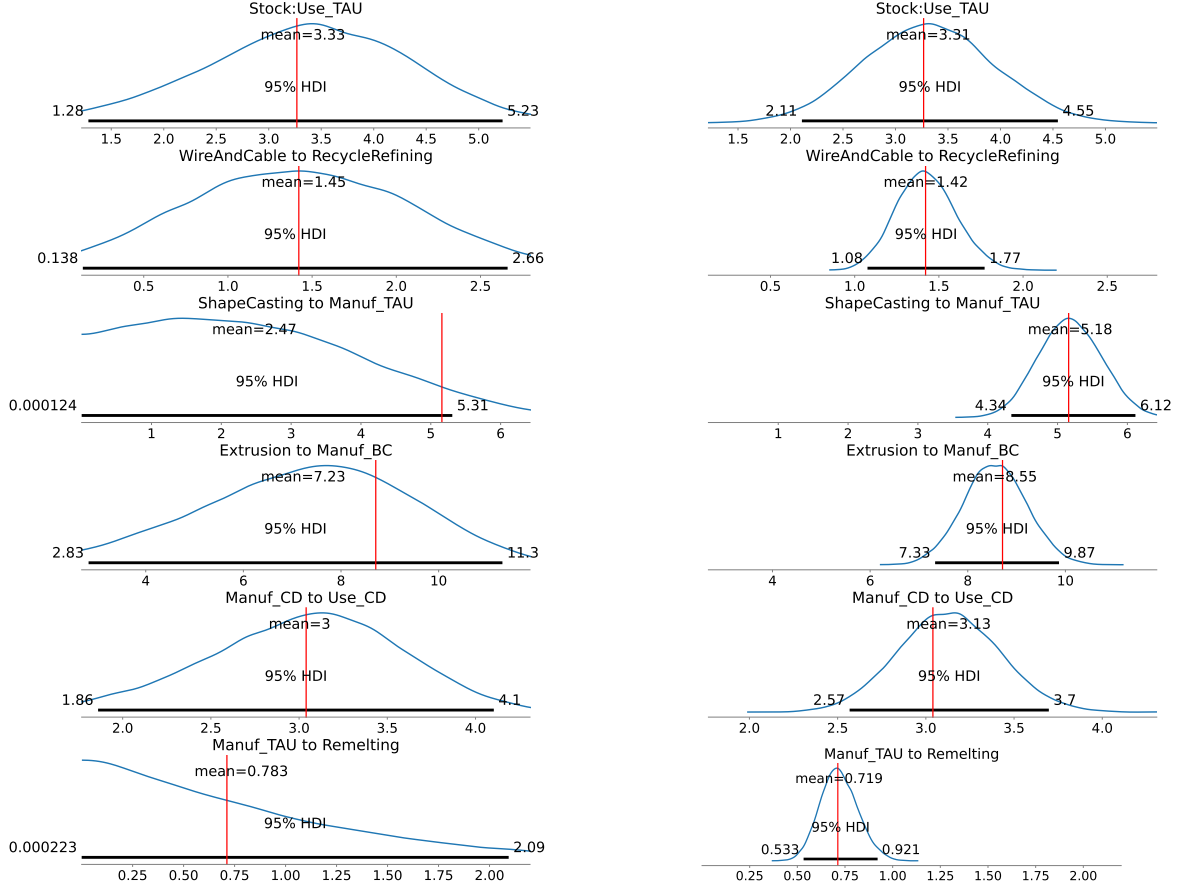 Stock:Use_TAU
mean=3.33
95% HDI
1.28
5.23
1.5 2.0 2.5 3.0 3.5 4.0 4.5 5.0
Stock:Use_TAU
mean=3.31
95% HDI
2.11
4.55
1.5 2.0 2.5 3.0 3.5 4.0 4.5 5.0
WireAndCable to RecycleRefining
mean=1.45
95% HDI
0.138
2.66
0.5 1.0 1.5 2.0 2.5
WireAndCable to RecycleRefining
mean=1.42
95% HDI
1.08
1.77
0.5 1.0 1.5 2.0 2.5
ShapeCasting to Manuf_TAU
mean=2.47
95% HDI
0.000124
5.31
1 2 3 4 5 6
ShapeCasting to Manuf_TAU
mean=5.18
95% HDI
4.34
6.12
1 2 3 4 5 6
Extrusion to Manuf_BC
mean=7.23
95% HDI
2.83
11.3
4 6 8 10
Extrusion to Manuf_BC
mean=8.55
95% HDI
7.33
9.87
4 6 8 10
Manuf_CD to Use_CD
mean=3
95% HDI
1.86
4.1
2.0 2.5 3.0 3.5 4.0
Manuf_CD to Use_CD
mean=3.13
95% HDI
2.57
3.7
2.0 2.5 3.0 3.5 4.0
Manuf_TAU to Remelting
mean=0.783
95% HDI
0.000223
2.09
0.25 0.50 0.75 1.00 1.25 1.50 1.75 2.00
Manuf_TAU to Remelting
mean=0.719
95% HDI
0.533
0.921
0.25 0.50 0.75 1.00 1.25 1.50 1.75 2.00